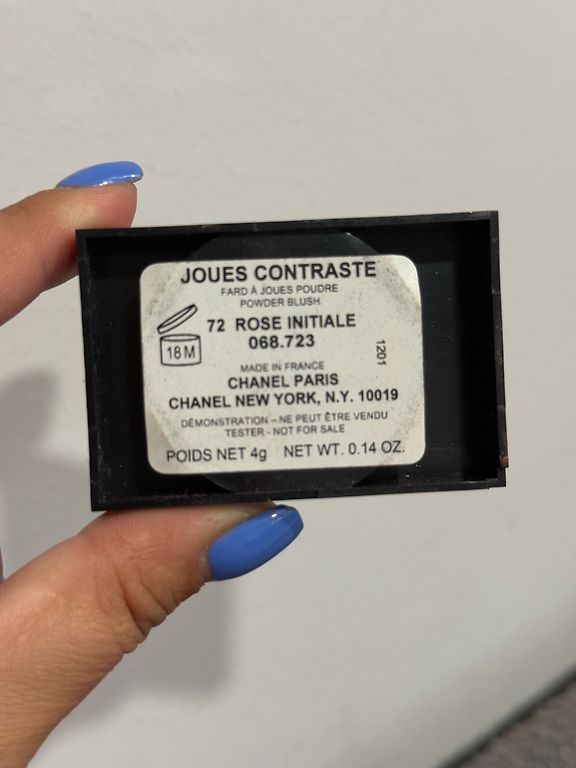 JOUES CONTRASTE
FARD À JOUES POUDRE
POWDER BLUSH
72 ROSE INITIALE
068.723
18 M
1201
MADE IN FRANCE
CHANEL PARIS
CHANEL NEW YORK, N.Y. 10019
DÉMONSTRATION – NE PEUT ÊTRE VENDU
TESTER - NOT FOR SALE
POIDS NET 4g NET WT. 0.14 OZ.